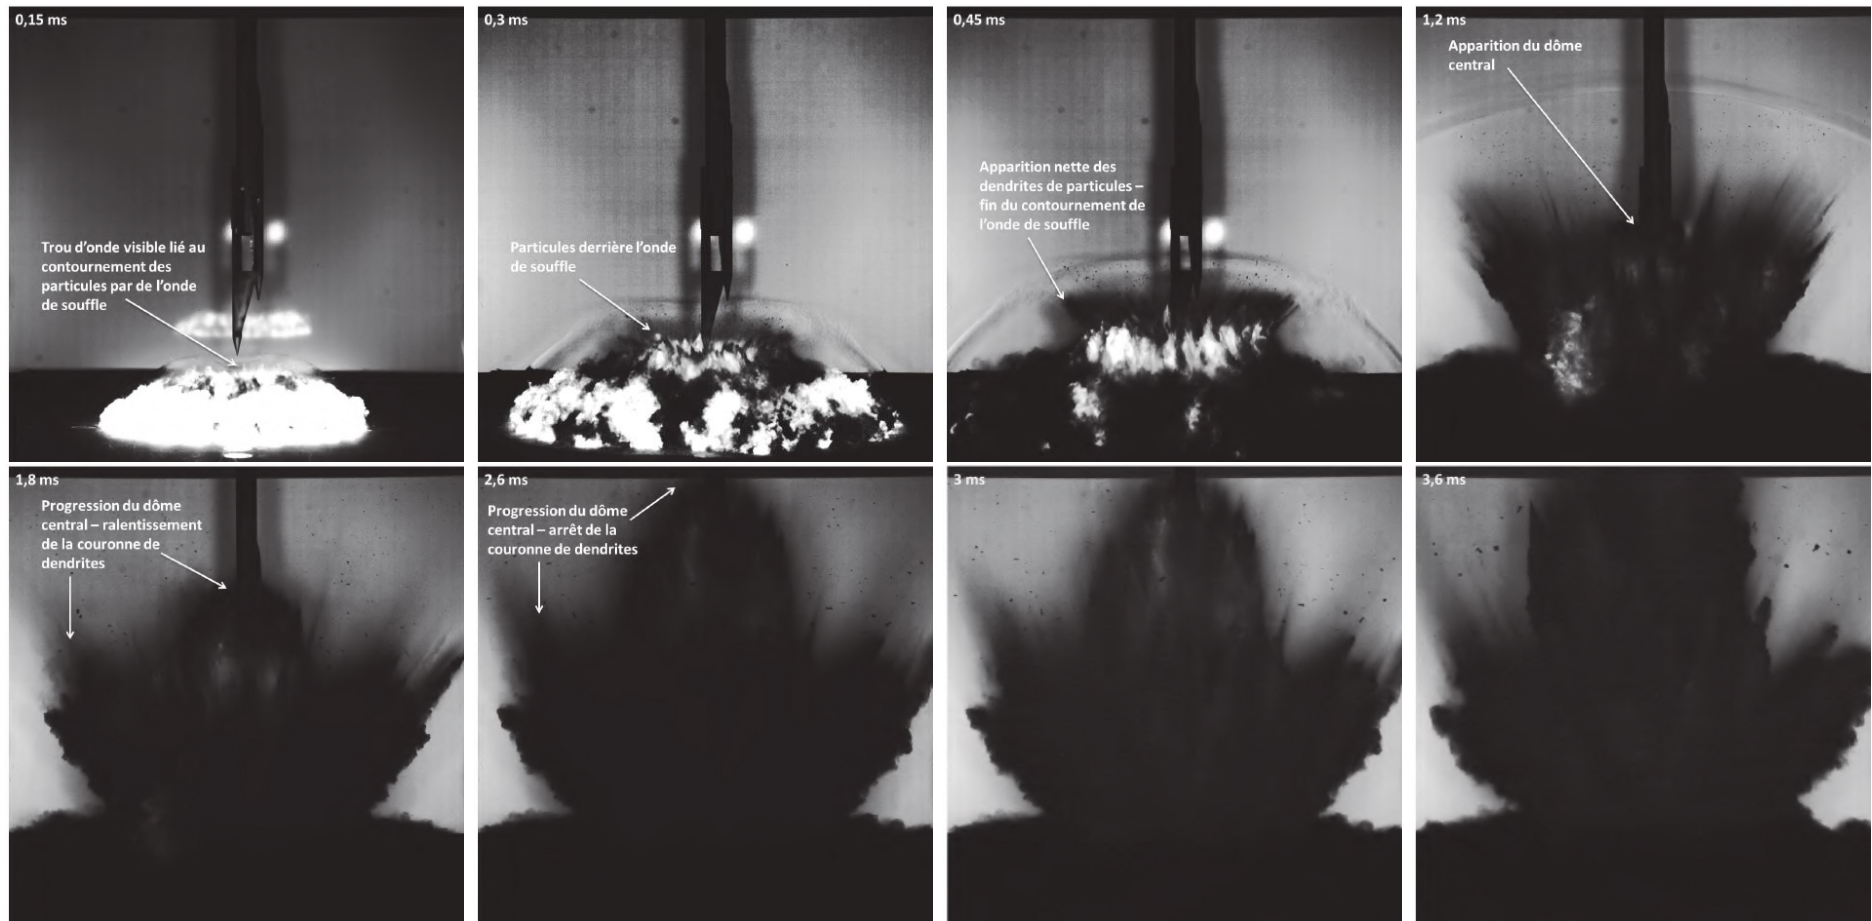 0,15 ms
Trou d'onde visible lié au
contournement des
particules par de l'onde
de souffle
0,3 ms
Particules derrière l'onde
de souffle
0,45 ms
Apparition nette des
dendrites de particules –
fin du contournement de
l'onde de souffle
1,2 ms
Apparition du dôme
central
1,8 ms
Progression du dôme
central – ralentissement
de la couronne de
dendrites
2,6 ms
Progression du dôme
central – arrêt de la
couronne de dendrites
3 ms
3,6 ms